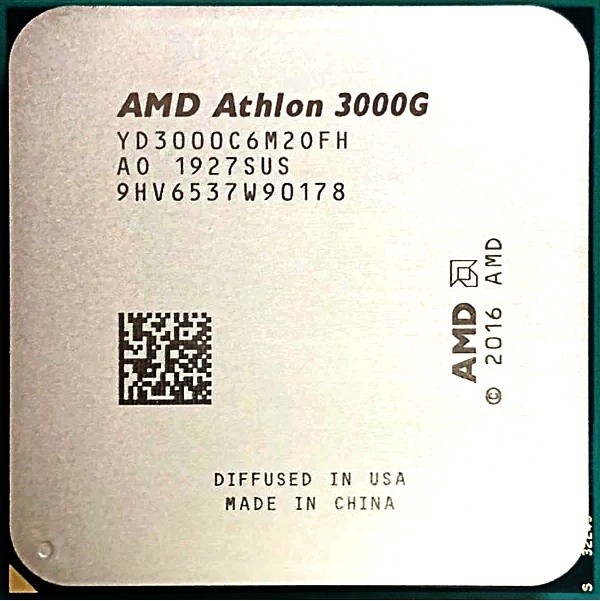 AMD Athlon 3000G
YD3000C6M2OFH
A0 1927SUS
9HV6537W90178
AMD
© 2016 AMD
DIFFUSED IN USA
MADE IN CHINA